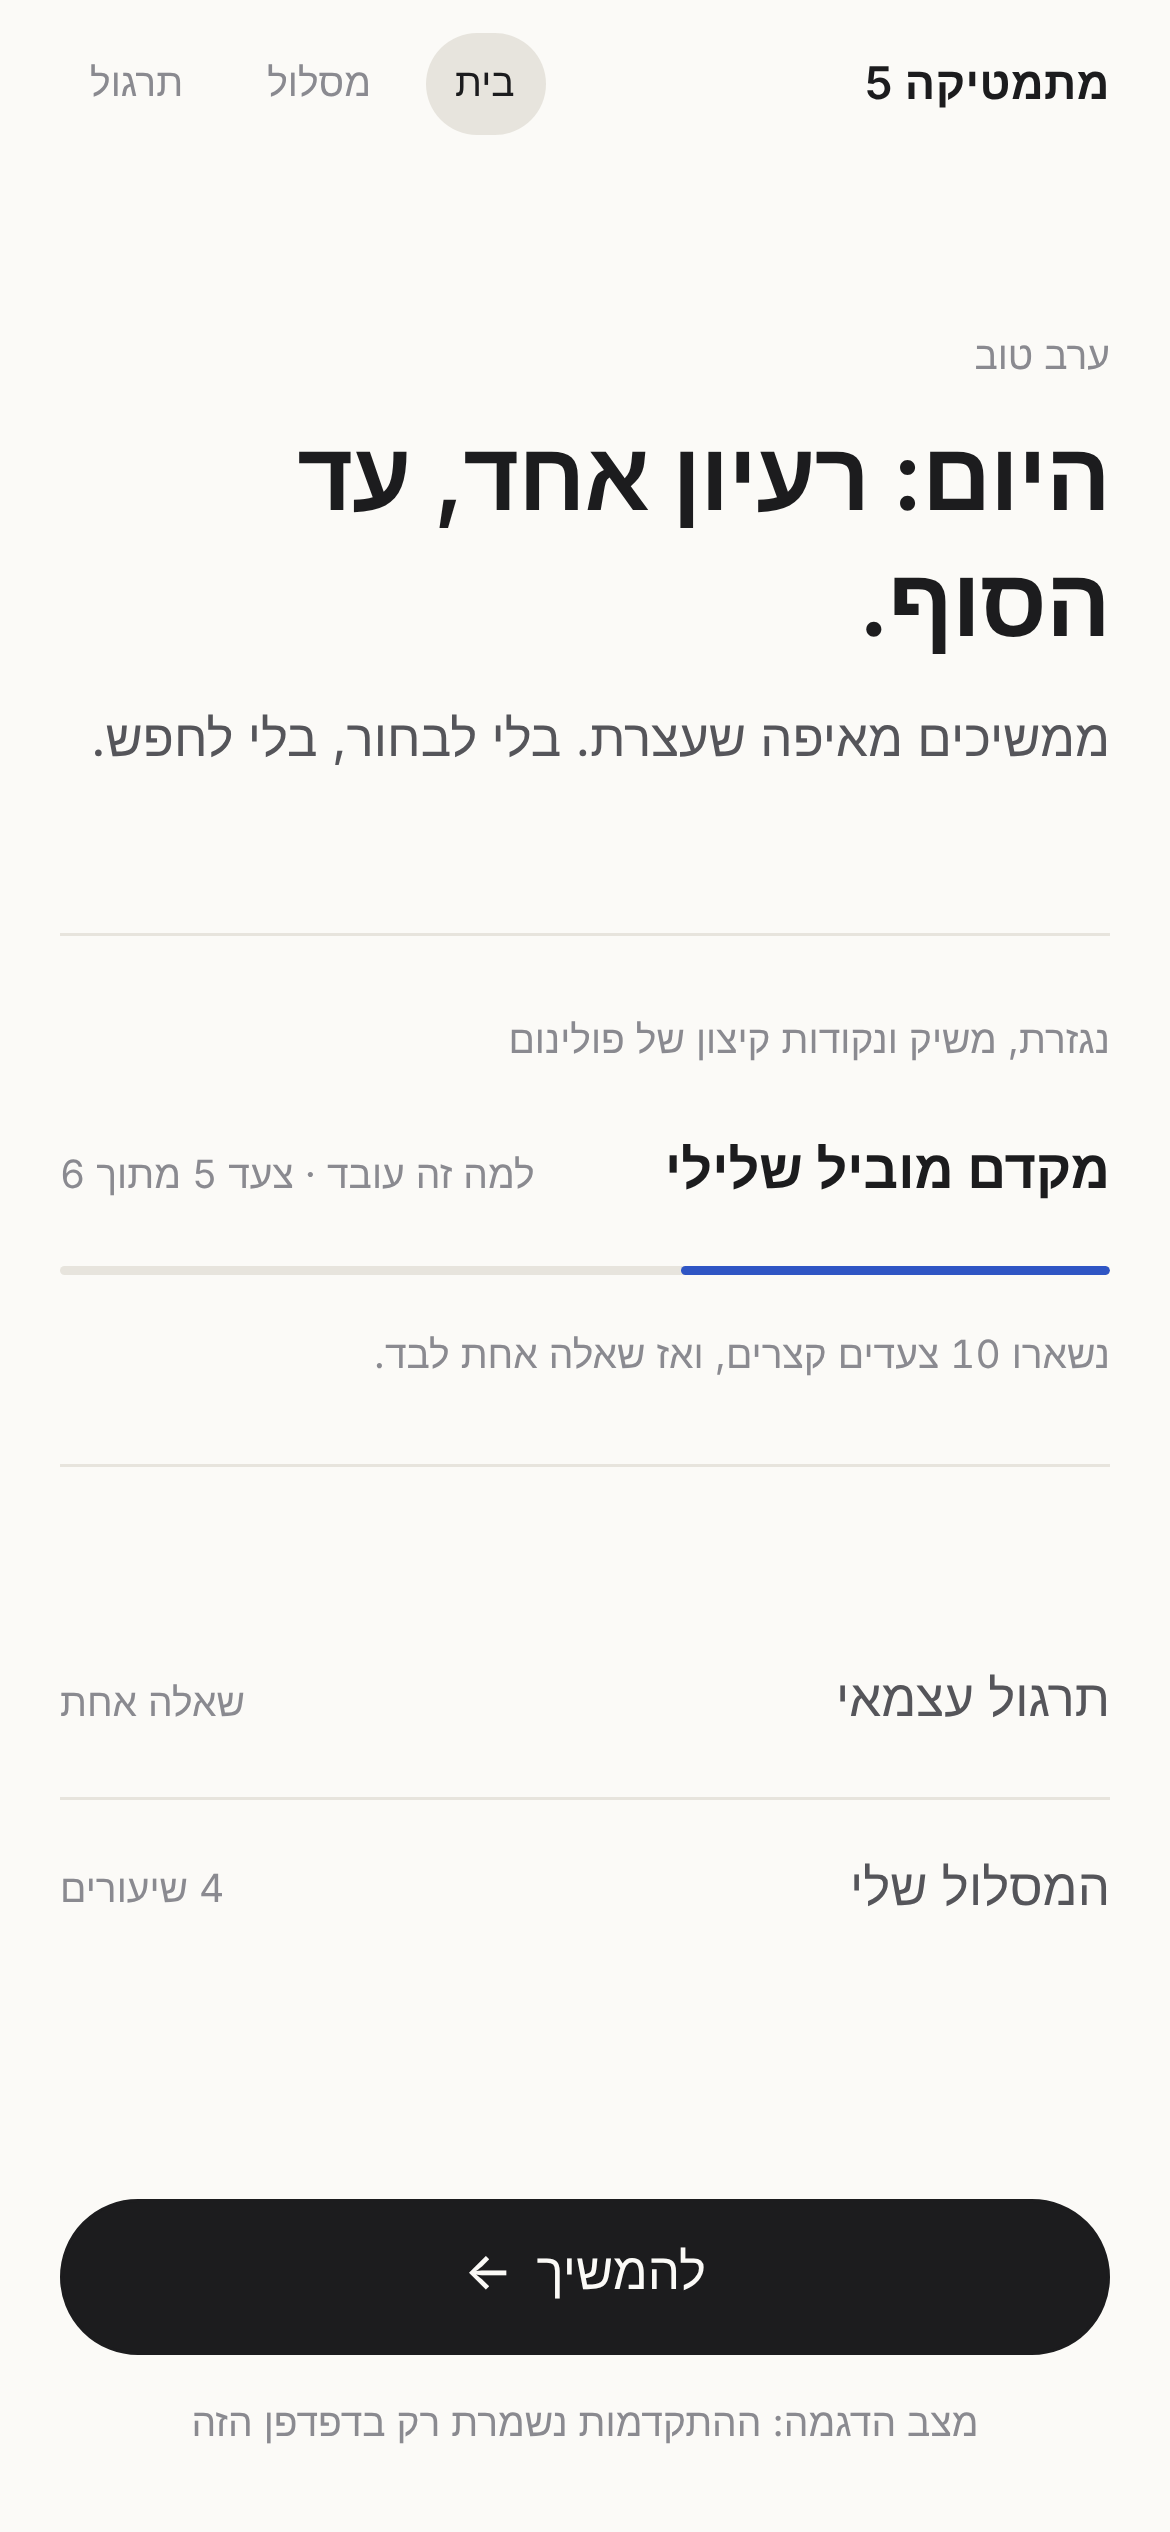 מתמטיקה 5
בית
מסלול
תרגול
ערב טוב
היום: רעיון אחד, עד
הסוף.
ממשיכים מאיפה שעצרת. בלי לבחור, בלי לחפש.
נגזרת, משיק ונקודות קיצון של פולינום
מקדם מוביל שלילי
למה זה עובד · צעד 5 מתוך 6
נשארו 10 צעדים קצרים, ואז שאלה אחת לבד.
תרגול עצמאי
שאלה אחת
המסלול שלי
4 שיעורים
להמשיך ←
מצב הדגמה: ההתקדמות נשמרת רק בדפדפן הזה